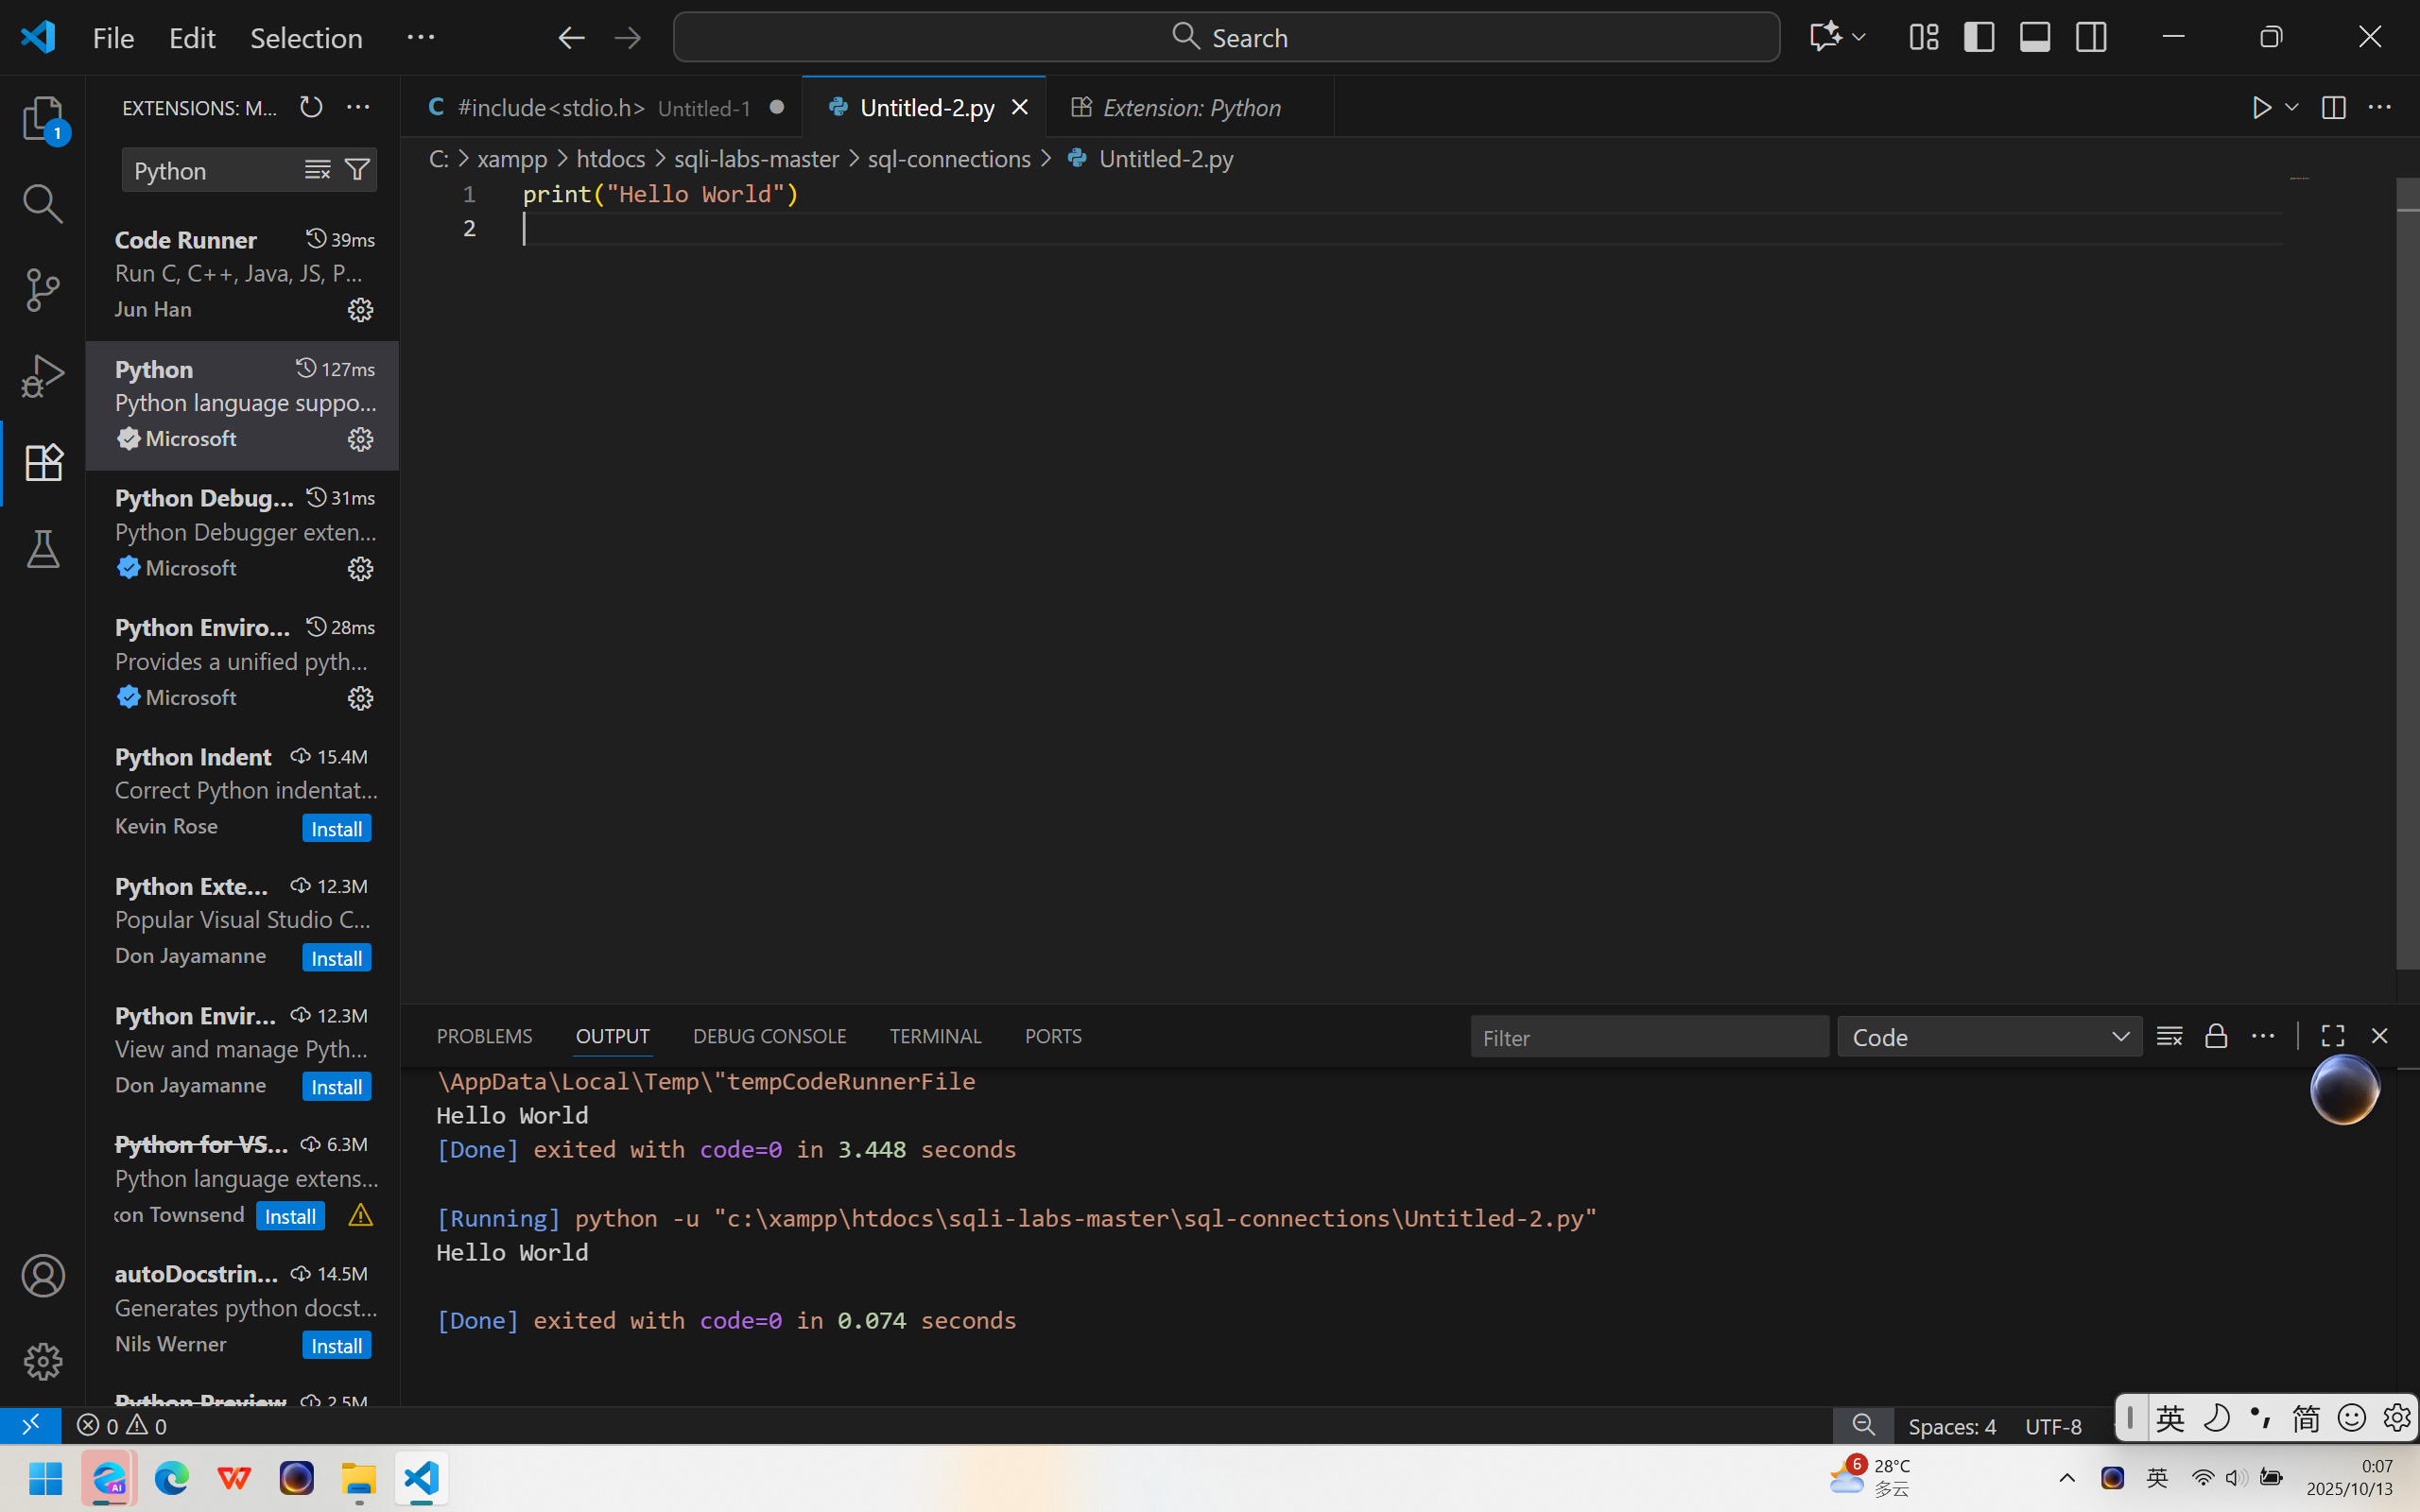 File Edit Selection ··· Search
EXTENSIONS: M... ···
#include<stdio.h> Untitled-1
Untitled-2.py
Extension: Python
1
Python
C: > xampp > htdocs > sqli-labs-master > sql-connections > Untitled-2.py
1 print("Hello World")
2
Code Runner 39ms
Run C, C++, Java, JS, P...
Jun Han
Python 127ms
Python language suppo...
Microsoft
Python Debug... 31ms
Python Debugger exten...
Microsoft
Python Enviro... 28ms
Provides a unified pyth...
Microsoft
Python Indent 15.4M
Correct Python indentat...
Kevin Rose Install
Python Exte... 12.3M
Popular Visual Studio C...
Don Jayamanne Install
Python Envir... 12.3M
View and manage Pyth...
Don Jayamanne Install
Python for VS... 6.3M
Python language extens...
kon Townsend Install
autoDocstrin... 14.5M
Generates python docst...
Nils Werner Install
Python Preview 2.5M
PROBLEMS OUTPUT DEBUG CONSOLE TERMINAL PORTS Filter Code
\AppData\Local\Temp\"tempCodeRunnerFile
Hello World
[Done] exited with code=0 in 3.448 seconds
[Running] python -u "c:\xampp\htdocs\sqli-labs-master\sql-connections\Untitled-2.py"
Hello World
[Done] exited with code=0 in 0.074 seconds
0 0
Spaces: 4 UTF-8
英 简
AI
6 28°C
多云
英
0:07
2025/10/13